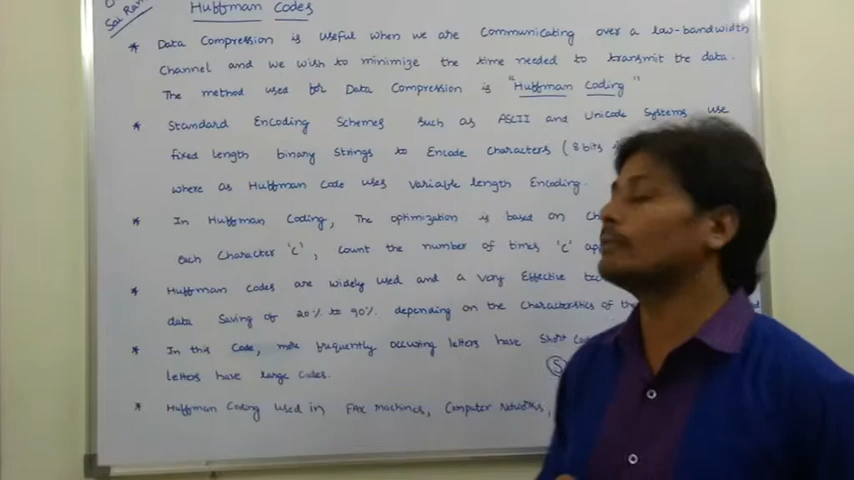 Sai Ram
Huffman Codes
* Data Compression is useful when we are Communicating over a low-bandwidth
Channel and we wish to minimize the time needed to transmit the data.
The method used for Data Compression is "Huffman Coding"
* Standard Encoding Schemes such as ASCII and Unicode Systems use
fixed length binary Strings to Encode Characters (8 bits
where as Huffman Code uses variable length Encoding.
* In Huffman Coding, The optimization is based on
each Character 'c', Count the number of times 'c'
* Huffman Codes are widely used and a very Effective
data Saving of 20% to 90% depending on the Characteristics of the
* In this Code, more frequently occuring letters have Short
letters have large Codes.
* Huffman Coding used in FAX Machines, Computer Networks,